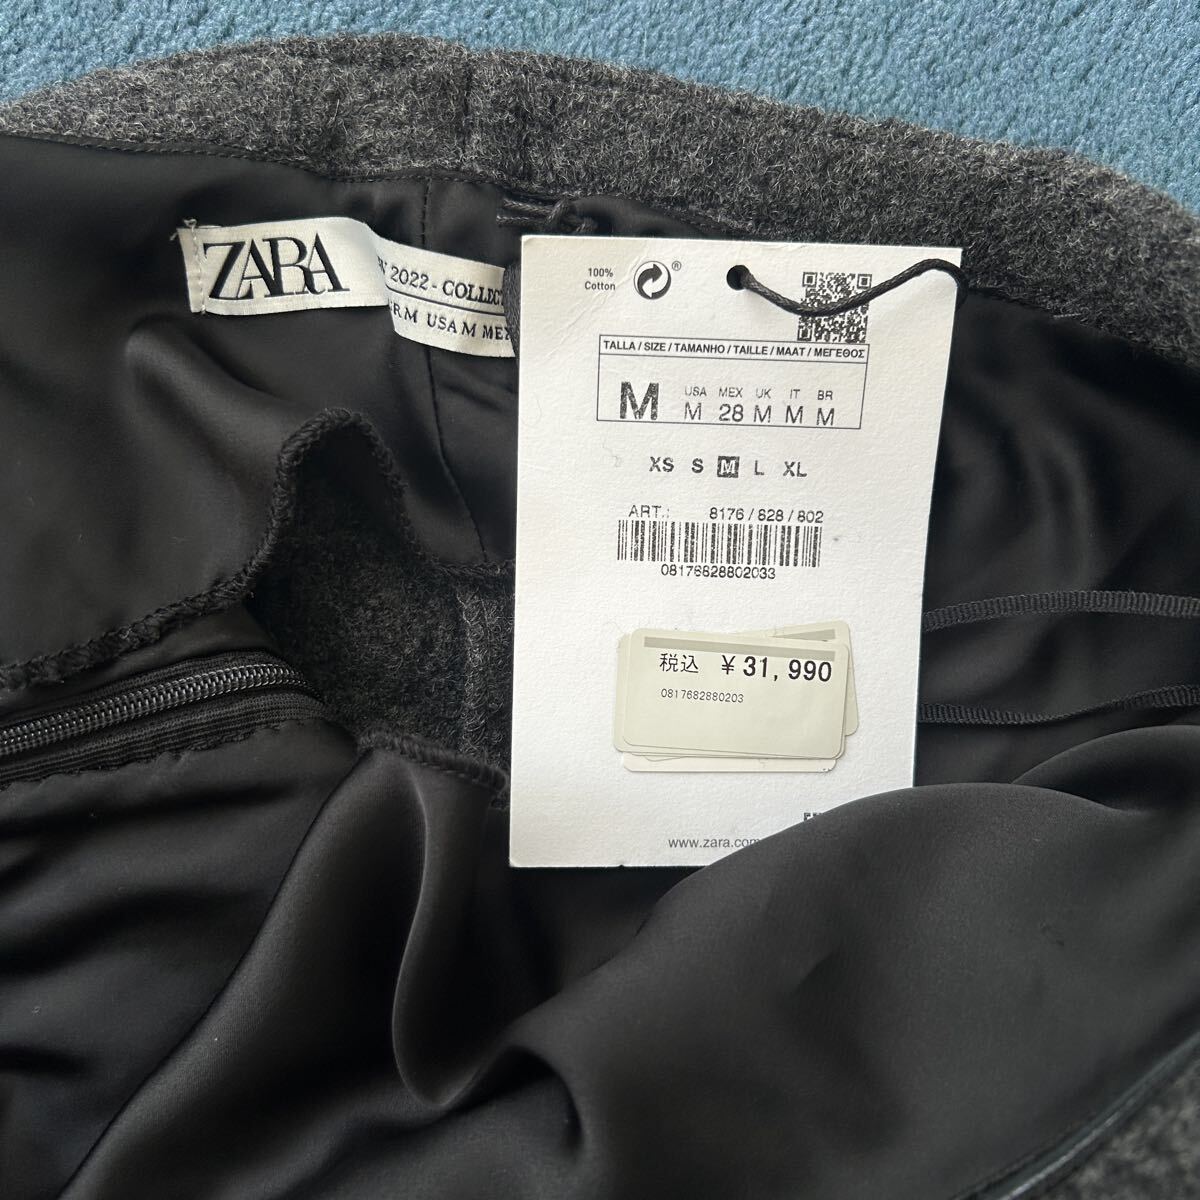 ZARA
2022 - COLLECT
RM USA M MEX
100%
Cotton
®
TALLA / SIZE / TAMANHO / TAILLE / MAAT / ΜΕΓΕΘΟΣ
M
USA MEX UK IT BR
M 28 M M M
XS S M L XL
ART.: 8176 / 828 / 802
08176828802033
税込 ¥31,990
0817682880203
www.zara.com